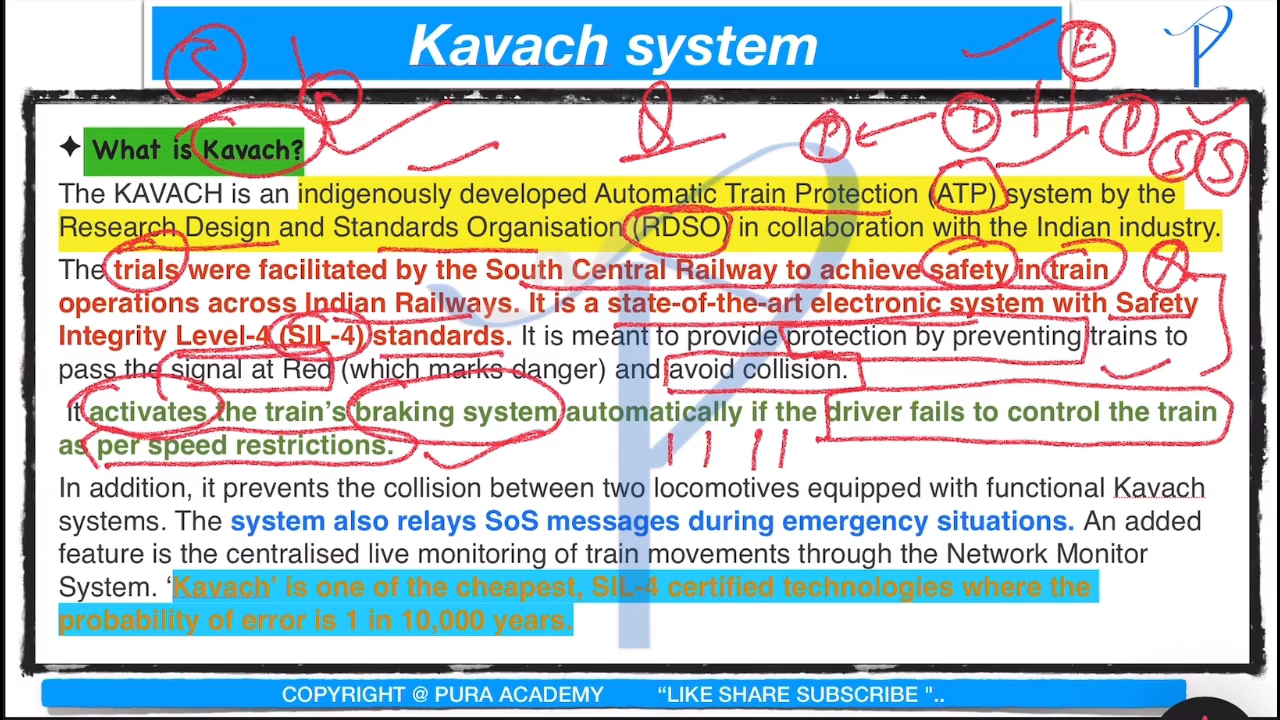 Kavach system
What is Kavach?
The KAVACH is an indigenously developed Automatic Train Protection (ATP) system by the
Research Design and Standards Organisation (RDSO) in collaboration with the Indian industry.
The trials were facilitated by the South Central Railway to achieve safety in train
operations across Indian Railways. It is a state-of-the-art electronic system with Safety
Integrity Level-4 (SIL-4) standards. It is meant to provide protection by preventing trains to
pass the signal at Red (which marks danger) and avoid collision.
It activates the train's braking system automatically if the driver fails to control the train
as per speed restrictions.
In addition, it prevents the collision between two locomotives equipped with functional Kavach
systems. The system also relays SoS messages during emergency situations. An added
feature is the centralised live monitoring of train movements through the Network Monitor
System. ‘Kavach’ is one of the cheapest, SIL-4 certified technologies where the
probability of error is 1 in 10,000 years.
COPYRIGHT @ PURA ACADEMY “LIKE SHARE SUBSCRIBE "..